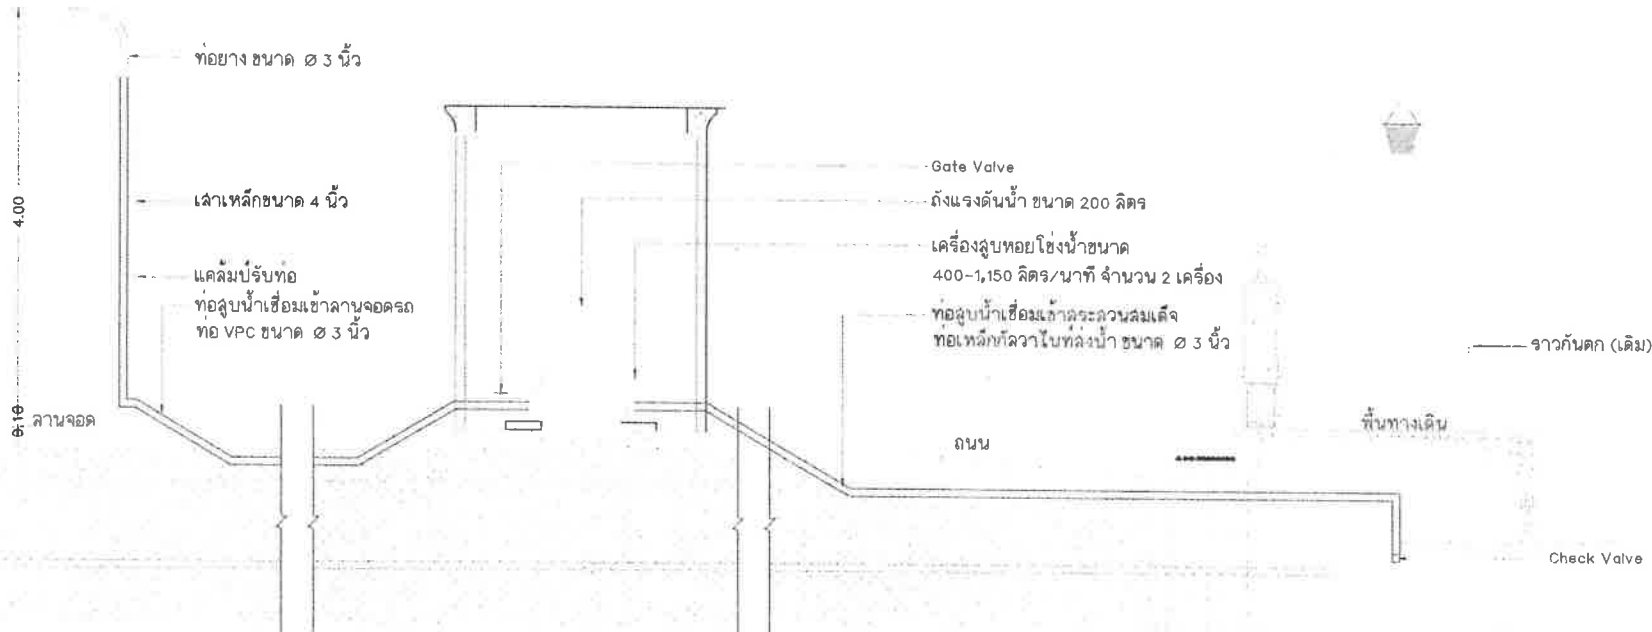 ท่อยาง ขนาด Ø 3 นิ้ว
4.00
เสาเหล็กขนาด 4 นิ้ว
แคล้มป์รับท่อ
ท่อสูบน้ำเชื่อมเข้าลานจอดรถ
ท่อ VPC ขนาด Ø 3 นิ้ว
0.10
ลานจอด
Gate Valve
ถังแรงดันน้ำ ขนาด 200 ลิตร
เครื่องสูบหอยโข่งน้ำขนาด
400-1,150 ลิตร/นาที จำนวน 2 เครื่อง
ท่อสูบน้ำเชื่อมเข้าสระสวนสมเด็จ
ท่อเหล็กกัลวาไนท์ส่งน้ำ ขนาด Ø 3 นิ้ว
ราวกันตก (เดิม)
ถนน
พื้นทางเดิน
Check Valve